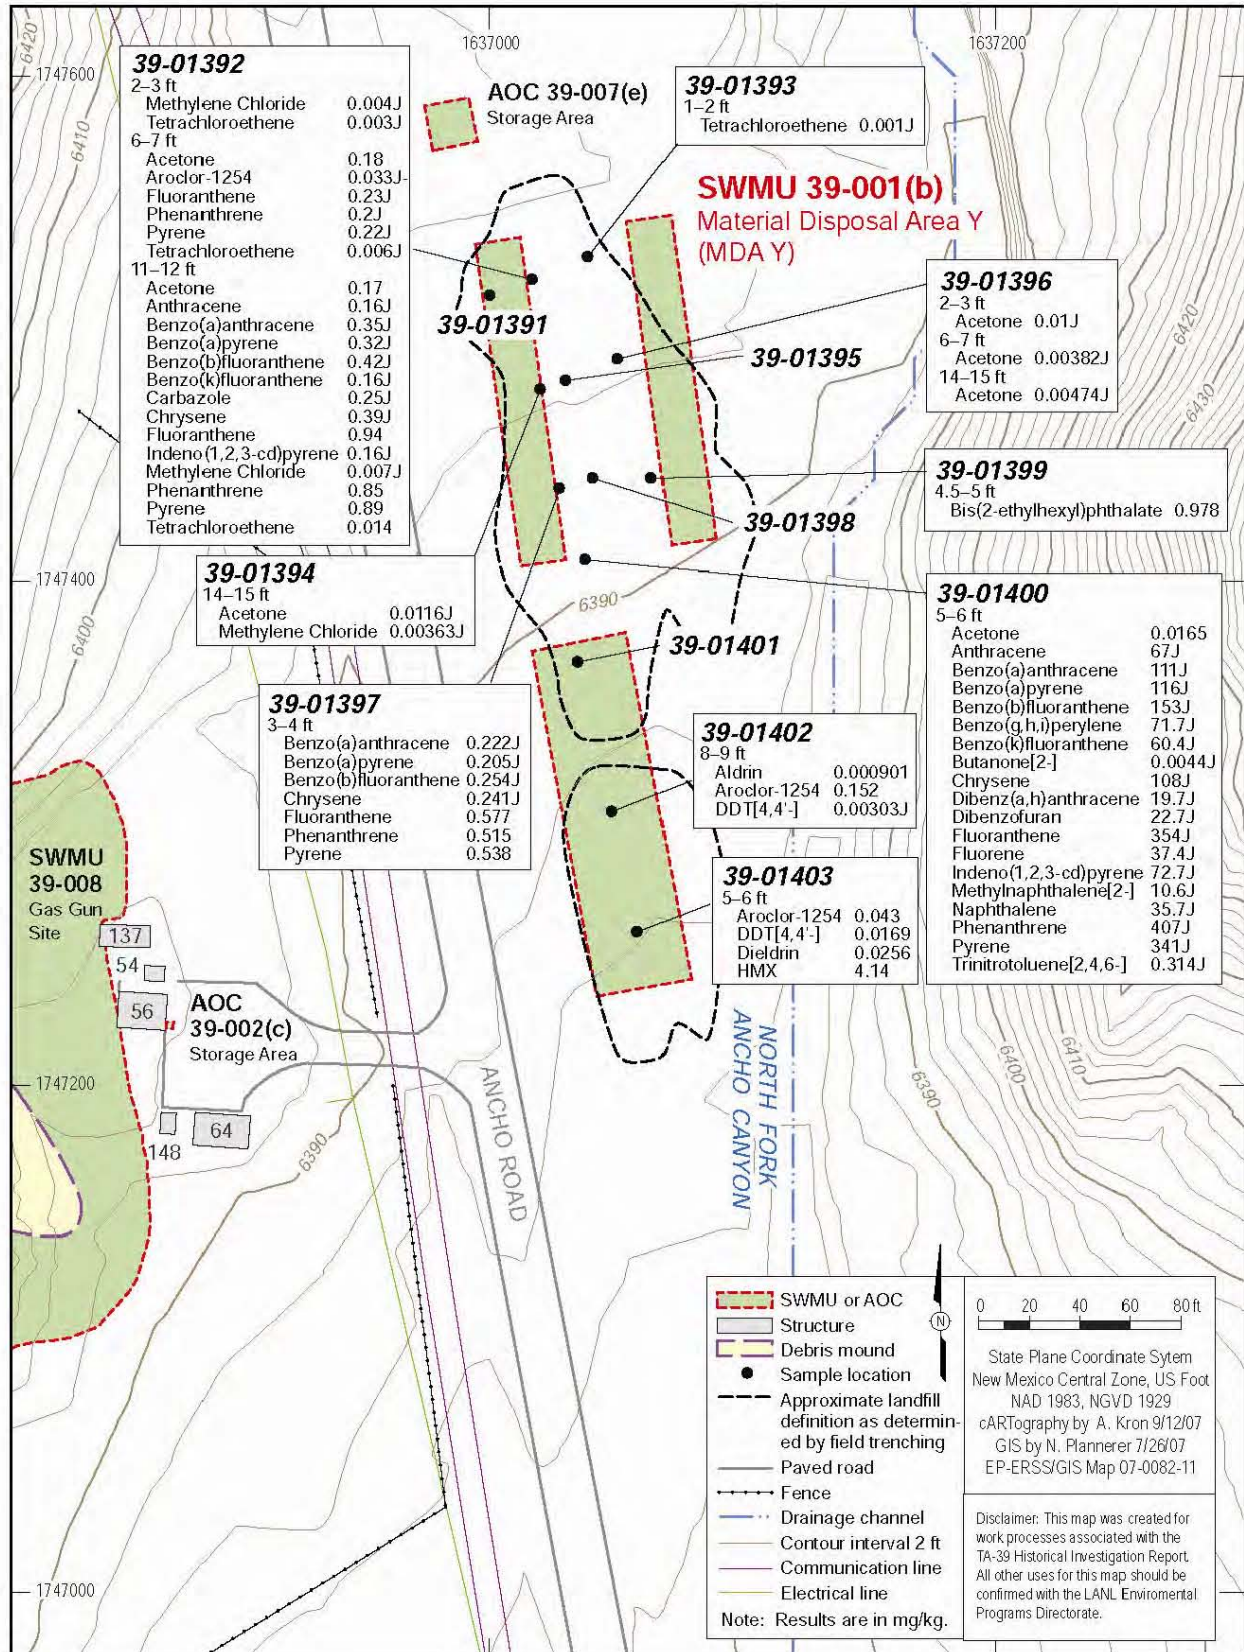 1637000
1637200
1747600
6420
6410
39-01392
2–3 ft
Methylene Chloride 0.004J
Tetrachloroethene 0.003J
6–7 ft
Acetone 0.18
Aroclor-1254 0.033J-
Fluoranthene 0.23J
Phenanthrene 0.2J
Pyrene 0.22J
Tetrachloroethene 0.006J
11–12 ft
Acetone 0.17
Anthracene 0.16J
Benzo(a)anthracene 0.35J
Benzo(a)pyrene 0.32J
Benzo(b)fluoranthene 0.42J
Benzo(k)fluoranthene 0.16J
Carbazole 0.25J
Chrysene 0.39J
Fluoranthene 0.94
Indeno(1,2,3-cd)pyrene 0.16J
Methylene Chloride 0.007J
Phenanthrene 0.85
Pyrene 0.89
Tetrachloroethene 0.014
AOC 39-007(e)
Storage Area
39-01393
1–2 ft
Tetrachloroethene 0.001J
SWMU 39-001(b)
Material Disposal Area Y
(MDA Y)
39-01391
39-01395
39-01396
2–3 ft
Acetone 0.01J
6–7 ft
Acetone 0.00382J
14–15 ft
Acetone 0.00474J
6420
6430
39-01399
4.5–5 ft
Bis(2-ethylhexyl)phthalate 0.978
39-01398
1747400
6400
39-01394
14–15 ft
Acetone 0.0116J
Methylene Chloride 0.00363J
6390
39-01401
39-01400
5–6 ft
Acetone 0.0165
Anthracene 67J
Benzo(a)anthracene 111J
Benzo(a)pyrene 116J
Benzo(b)fluoranthene 153J
Benzo(g,h,i)perylene 71.7J
Benzo(k)fluoranthene 60.4J
Butanone[2-] 0.0044J
Chrysene 108J
Dibenz(a,h)anthracene 19.7J
Dibenzofuran 22.7J
Fluoranthene 354J
Fluorene 37.4J
Indeno(1,2,3-cd)pyrene 72.7J
Methylnaphthalene[2-] 10.6J
Naphthalene 35.7J
Phenanthrene 407J
Pyrene 341J
Trinitrotoluene[2,4,6-] 0.314J
39-01397
3–4 ft
Benzo(a)anthracene 0.222J
Benzo(a)pyrene 0.205J
Benzo(b)fluoranthene 0.254J
Chrysene 0.241J
Fluoranthene 0.577
Phenanthrene 0.515
Pyrene 0.538
39-01402
8–9 ft
Aldrin 0.000901
Aroclor-1254 0.152
DDT[4,4'-] 0.00303J
39-01403
5–6 ft
Aroclor-1254 0.043
DDT[4,4'-] 0.0169
Dieldrin 0.0256
HMX 4.14
SWMU
39-008
Gas Gun
Site
137
54
56
AOC
39-002(c)
Storage Area
64
148
1747200
6390
ANCHO ROAD
NORTH FORK
ANCHO CANYON
6390
6400
6410
1747000
SWMU or AOC
Structure
Debris mound
Sample location
Approximate landfill
definition as determin-
ed by field trenching
Paved road
Fence
Drainage channel
Contour interval 2 ft
Communication line
Electrical line
Note: Results are in mg/kg.
N
0 20 40 60 80 ft
State Plane Coordinate Sytem
New Mexico Central Zone, US Foot
NAD 1983, NGVD 1929
cARTography by A. Kron 9/12/07
GIS by N. Plannerer 7/26/07
EP-ERSS/GIS Map 07-0082-11
Disclaimer: This map was created for
work processes associated with the
TA-39 Historical Investigation Report.
All other uses for this map should be
confirmed with the LANL Enviromental
Programs Directorate.